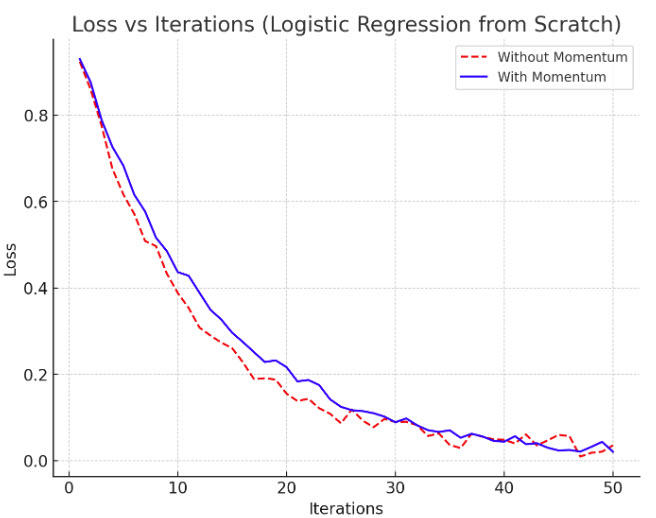 Loss vs Iterations (Logistic Regression from Scratch)
Without Momentum
With Momentum
0.8
0.6
0.4
0.2
0.0
Loss
0 10 20 30 40 50
Iterations